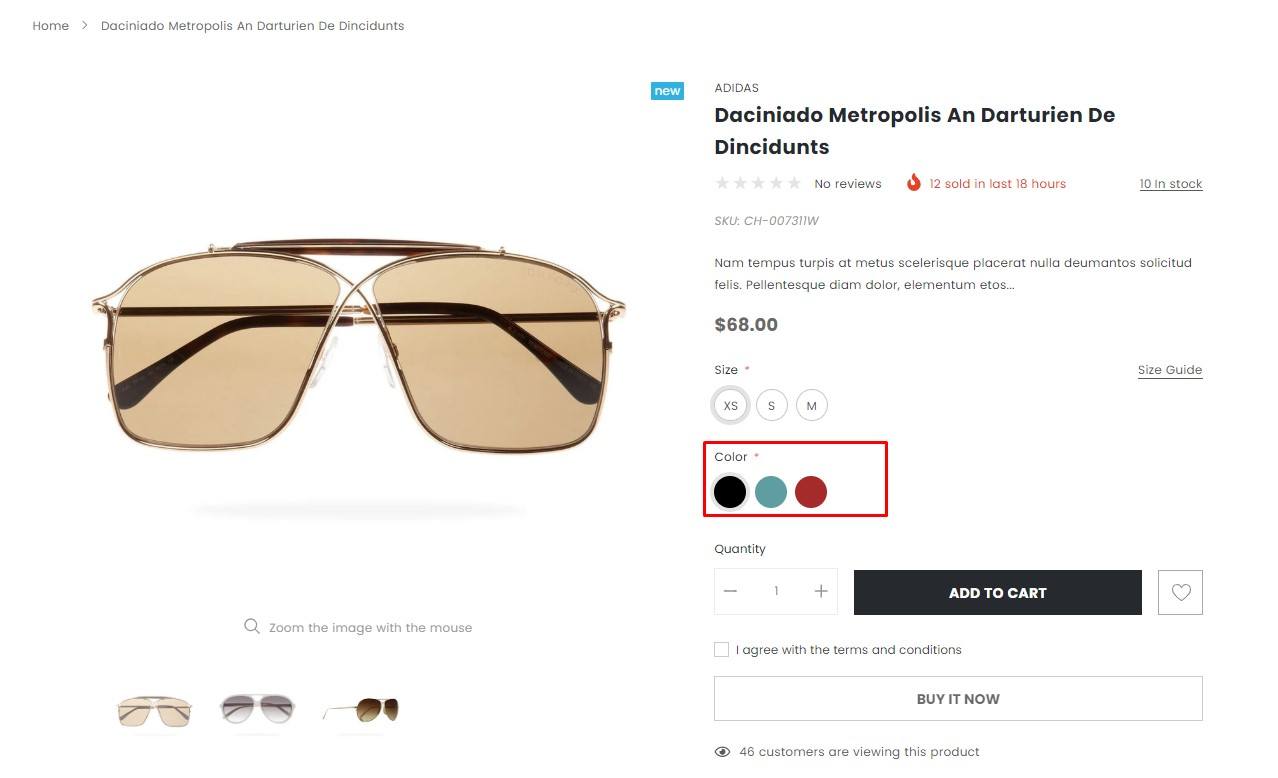 Home > Daciniado Metropolis An Darturien De Dincidunts
new
ADIDAS
Daciniado Metropolis An Darturien De
Dincidunts
No reviews 12 sold in last 18 hours 10 In stock
SKU: CH-007311W
Nam tempus turpis at metus scelerisque placerat nulla deumantos solicitud
felis. Pellentesque diam dolor, elementum etos...
$68.00
Size * Size Guide
XS S M
Color *
Quantity
1
ADD TO CART
Zoom the image with the mouse
I agree with the terms and conditions
BUY IT NOW
46 customers are viewing this product